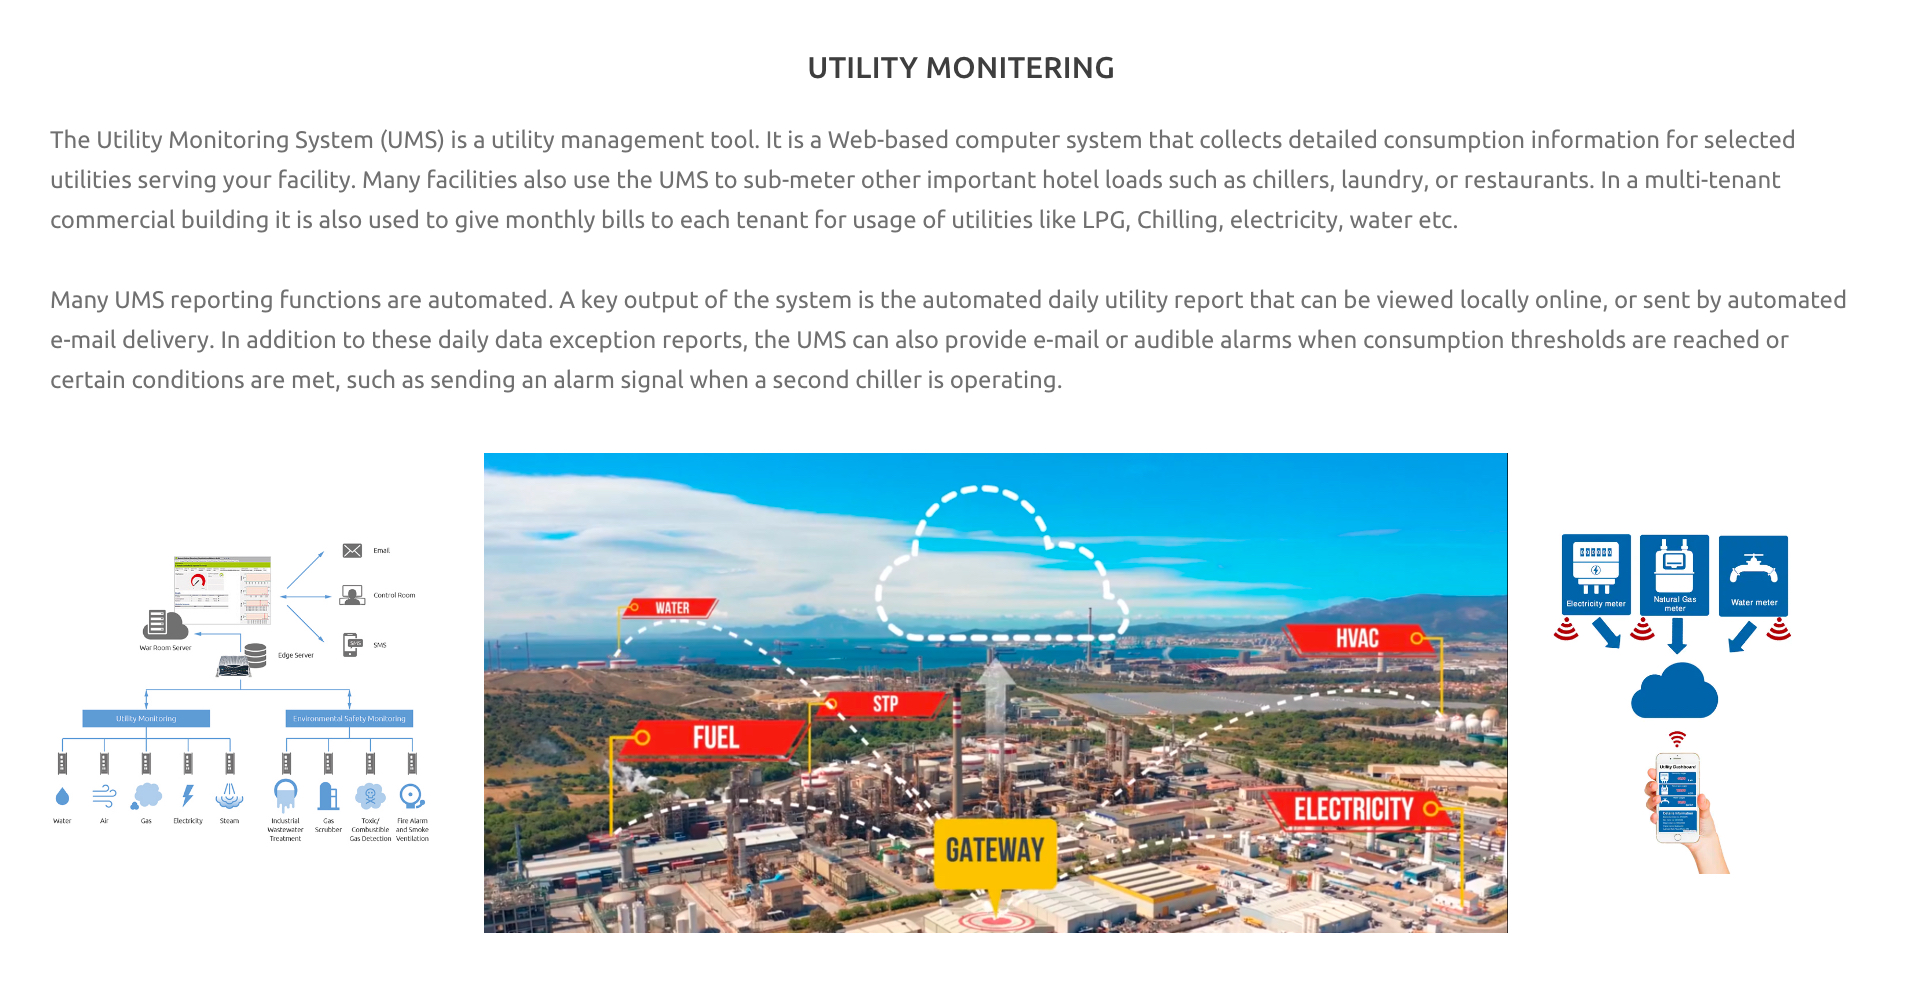 UTILITY MONITERING
The Utility Monitoring System (UMS) is a utility management tool. It is a Web-based computer system that collects detailed consumption information for selected
utilities serving your facility. Many facilities also use the UMS to sub-meter other important hotel loads such as chillers, laundry, or restaurants. In a multi-tenant
commercial building it is also used to give monthly bills to each tenant for usage of utilities like LPG, Chilling, electricity, water etc.
Many UMS reporting functions are automated. A key output of the system is the automated daily utility report that can be viewed locally online, or sent by automated
e-mail delivery. In addition to these daily data exception reports, the UMS can also provide e-mail or audible alarms when consumption thresholds are reached or
certain conditions are met, such as sending an alarm signal when a second chiller is operating.
Email
Control Room
SMS
SMS
War Room Server
Edge Server
Utility Monitoring
Environmental Safety Monitoring
Water
Air
Gas
Electricity
Steam
Industrial
Wastewater
Treatment
Gas
Scrubber
Toxic/
Combustible
Gas Detection
Fire Alarm
and Smoke
Ventilation
WATER
HVAC
STP
FUEL
ELECTRICITY
GATEWAY
Electricity meter
Natural Gas
meter
Water meter
Utility Dashboard